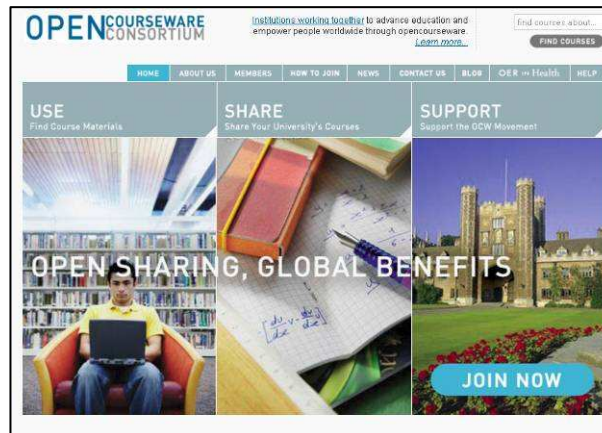 OPENCOURSEWARE
CONSORTIUM
Institutions working together to advance education and
empower people worldwide through opencourseware.
Learn more...
find courses about...
FIND COURSES
HOME ABOUT US MEMBERS HOW TO JOIN NEWS CONTACT US BLOG OER in Health HELP
USE
Find Course Materials
SHARE
Share Your University's Courses
SUPPORT
Support the OCW Movement
OPEN SHARING, GLOBAL BENEFITS
JOIN NOW